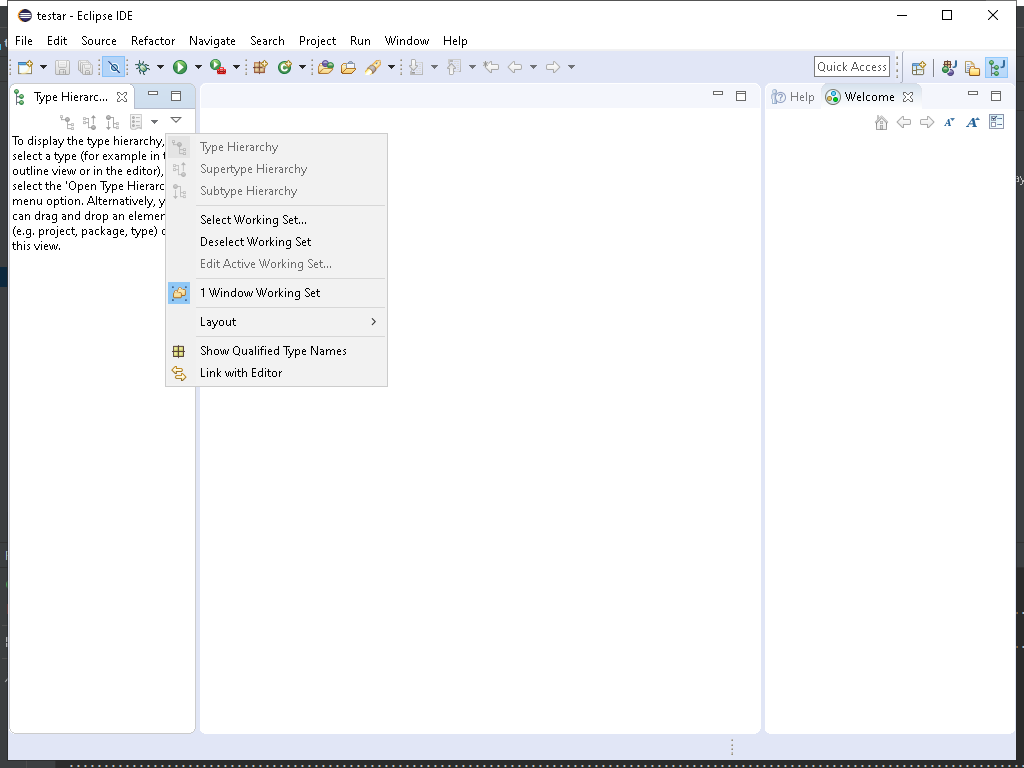 testar - Eclipse IDE
File Edit Source Refactor Navigate Search Project Run Window Help
Quick Access
Type Hierarc...
Help
Welcome
To display the type hierarchy,
select a type (for example in
outline view or in the editor),
select the 'Open Type Hierarc
menu option. Alternatively, y
can drag and drop an elemen
(e.g. project, package, type)
this view.
Type Hierarchy
Supertype Hierarchy
Subtype Hierarchy
Select Working Set...
Deselect Working Set
Edit Active Working Set...
1 Window Working Set
Layout
Show Qualified Type Names
Link with Editor